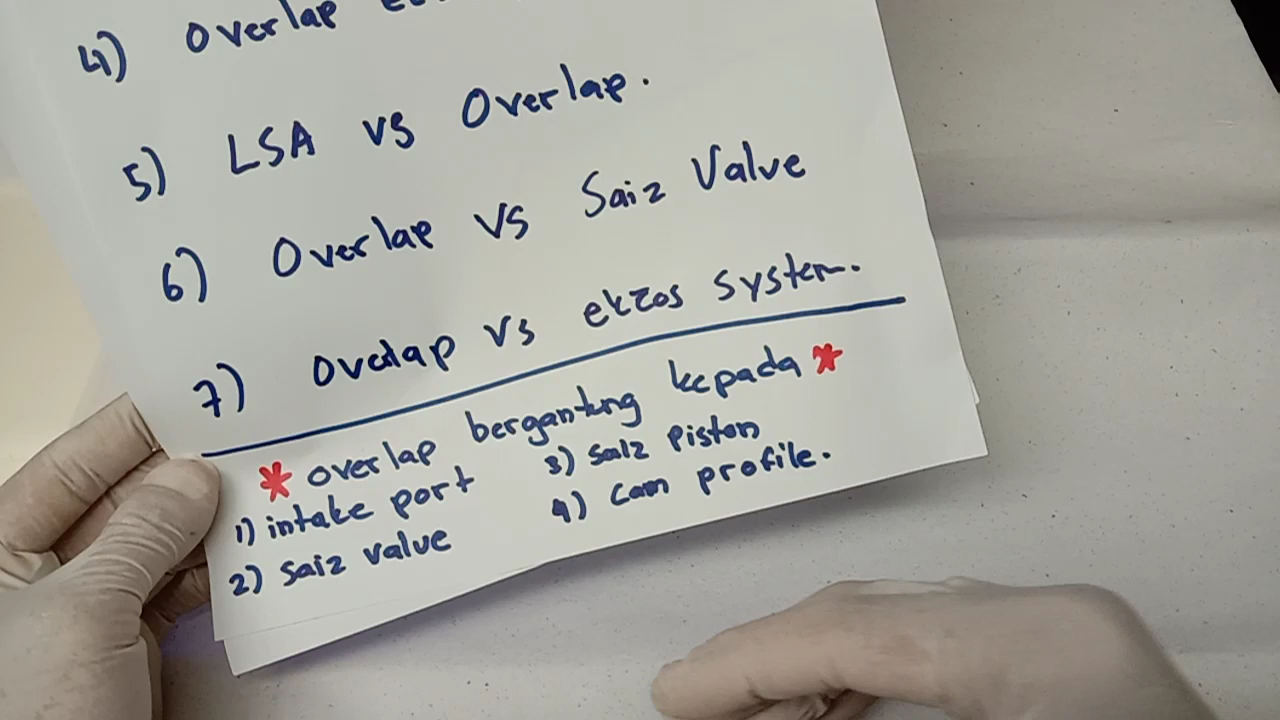 4) Overlap
5) LSA vs Overlap.
6) Overlap vs Saiz Valve
7) Overlap vs ekzos system.
* overlap bergantung kepada *
1) intake port
2) saiz valve
3) saiz piston
4) cam profile.